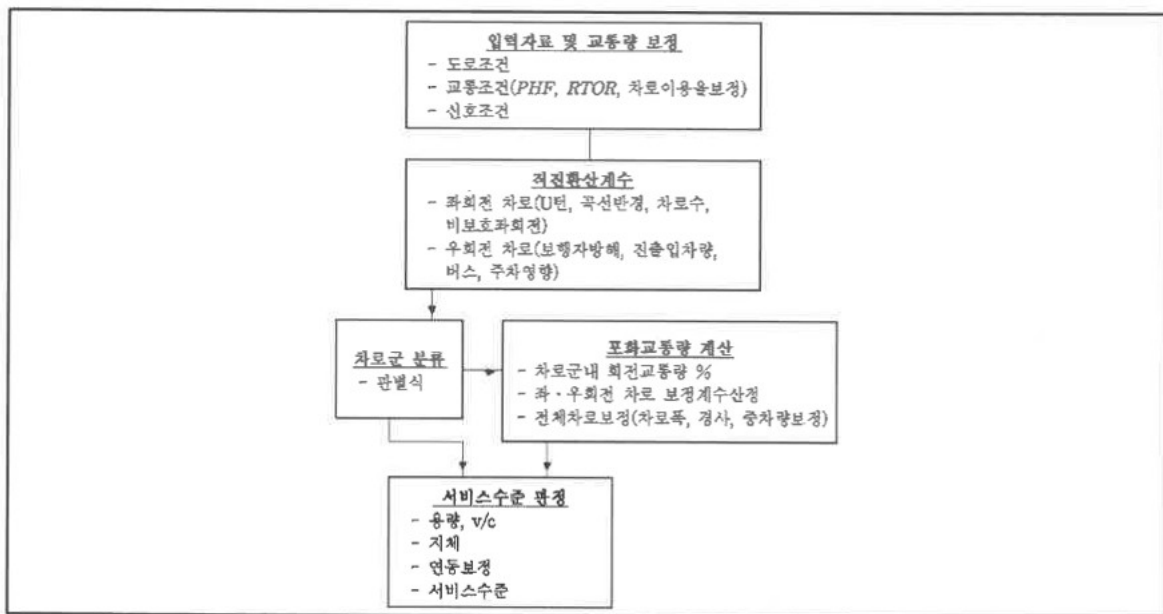 입력자료 및 교통량 보정
- 도로조건
- 교통조건(PHF, RTOR, 차로이용율보정)
- 신호조건
직진환산계수
- 좌회전 차로(U턴, 곡선반경, 차로수,
비보호좌회전)
- 우회전 차로(보행자방해, 진출입차량,
버스, 주차영향)
차로군 분류
- 판별식
포화교통량 계산
- 차로군내 회전교통량 %
- 좌·우회전 차로 보정계수산정
- 전체차로보정(차로폭, 경사, 중차량보정)
서비스수준 판정
- 용량, v/c
- 지체
- 연동보정
- 서비스수준